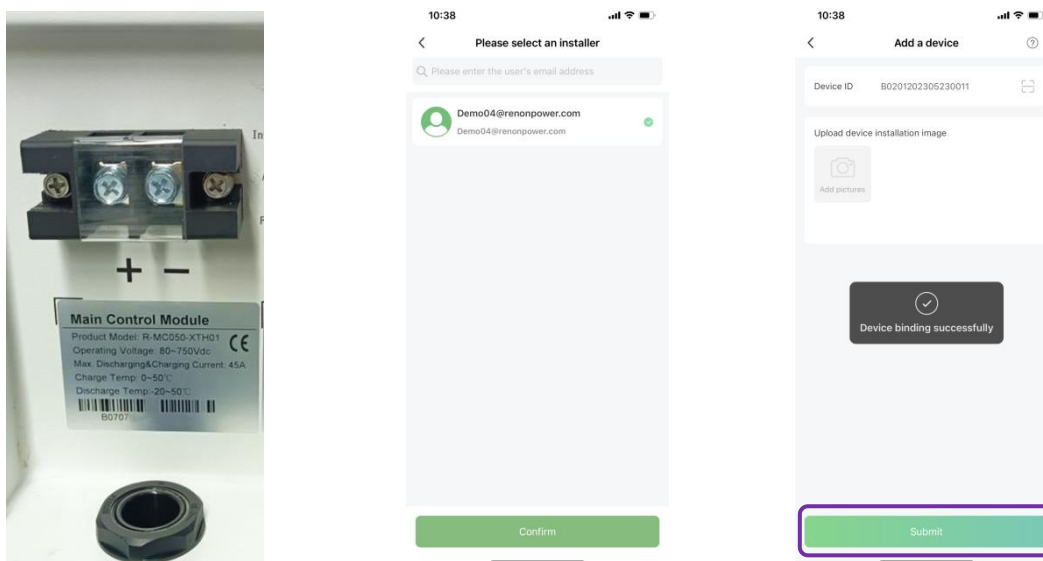 In
+ −
Main Control Module
Product Model: R-MC050-XTH01
CE
Operating Voltage: 80~750Vdc
Max. Discharging&Charging Current: 45A
Charge Temp: 0~50℃
Discharge Temp:-20~50℃
B0707
10:38
Please select an installer
Please enter the user's email address
Demo04@renonpower.com
Demo04@renonpower.com
Confirm
10:38
Add a device
?
Device ID B0201202305230011
Upload device installation image
Add pictures
Device binding successfully
Submit